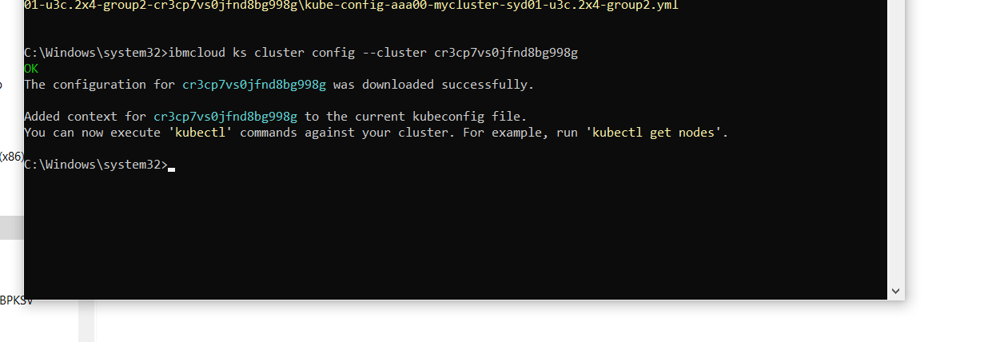 01-u3c.2x4-group2-cr3cp7vs0jfnd8bg998g\kube-config-aaa00-mycluster-syd01-u3c.2x4-group2.yml
C:\Windows\system32>ibmcloud ks cluster config --cluster cr3cp7vs0jfnd8bg998g
OK
The configuration for cr3cp7vs0jfnd8bg998g was downloaded successfully.
Added context for cr3cp7vs0jfnd8bg998g to the current kubeconfig file.
You can now execute 'kubectl' commands against your cluster. For example, run 'kubectl get nodes'.
(x86)
C:\Windows\system32>
BPKSV